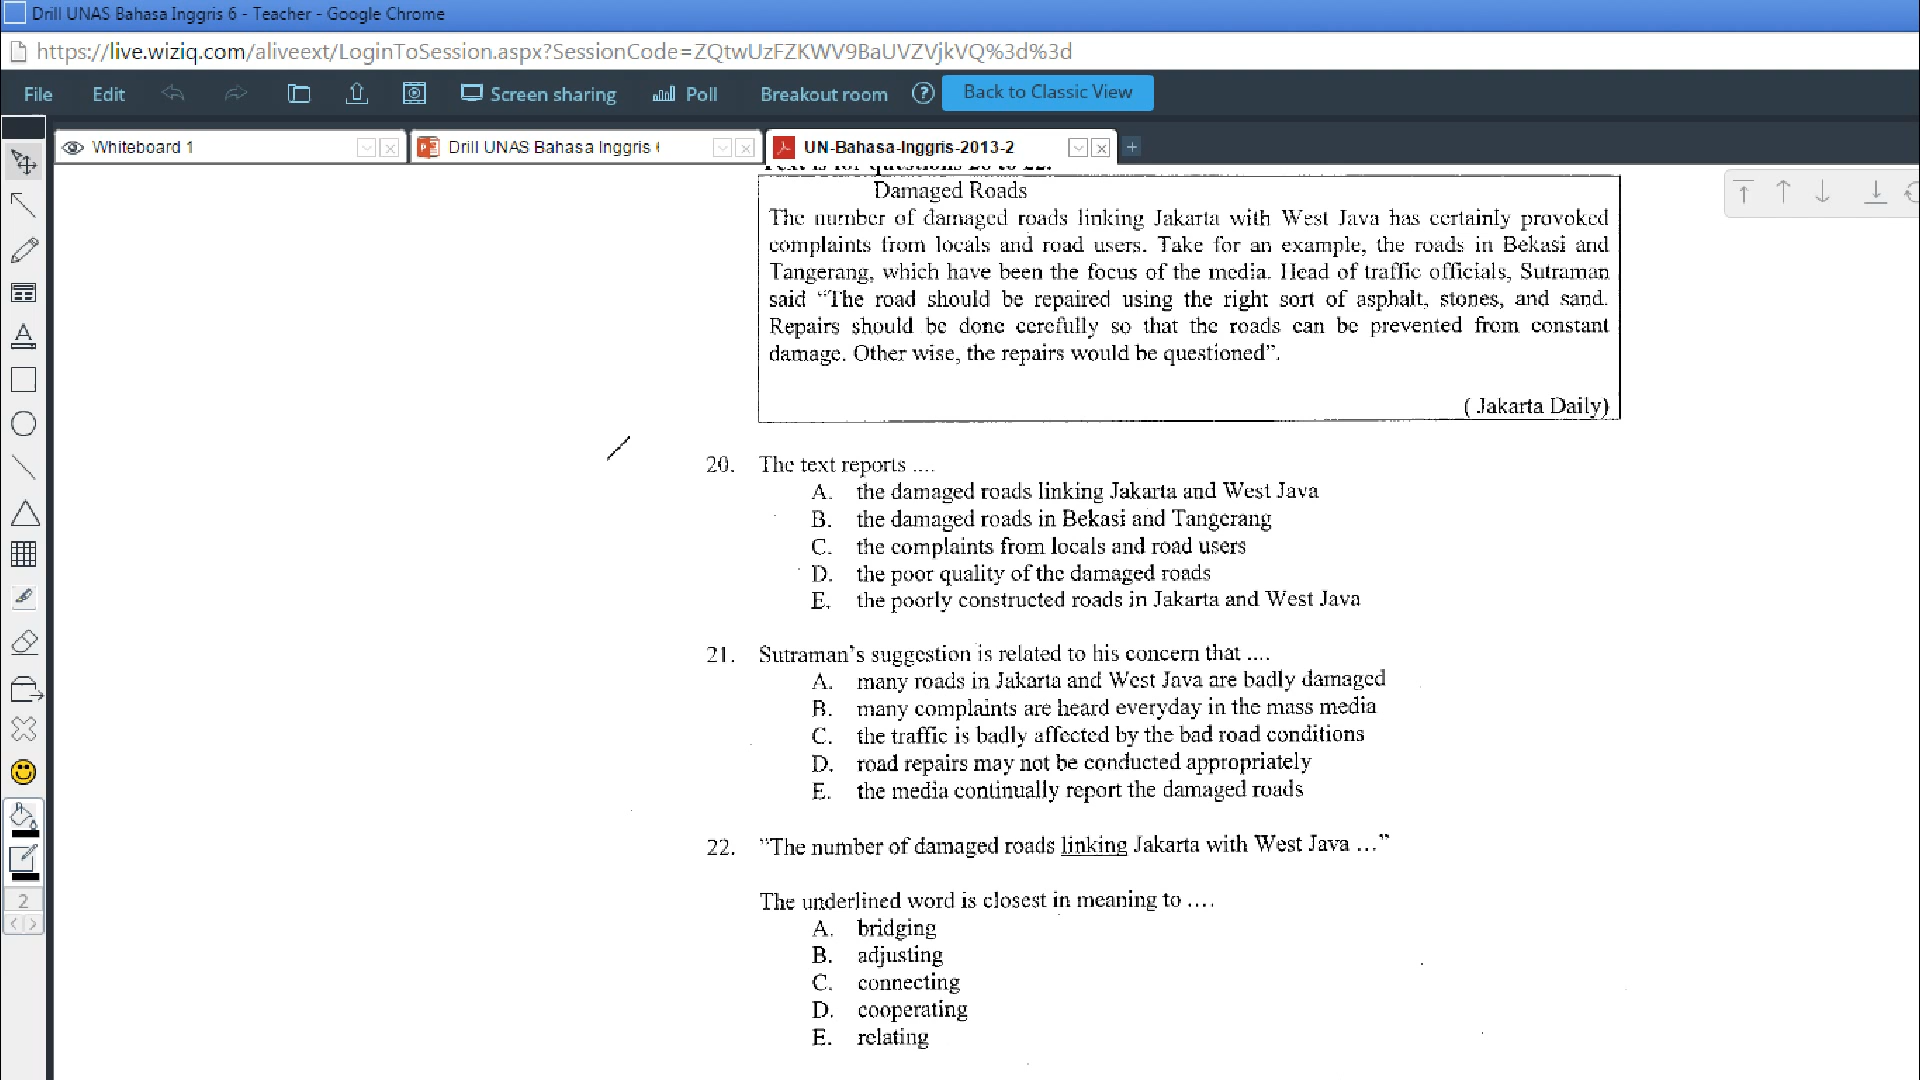 Drill UNAS Bahasa Inggris 6 - Teacher - Google Chrome
https://live.wiziq.com/aliveext/LoginToSession.aspx?SessionCode=ZQtwUzFZKWV9BaUVZVjkVQ%3d%3d
File Edit Screen sharing Poll Breakout room ? Back to Classic View
Whiteboard 1 Drill UNAS Bahasa Inggris UN-Bahasa-Inggris-2013-2
Text is for questions 20 to 22.
Damaged Roads
The number of damaged roads linking Jakarta with West Java has certainly provoked
complaints from locals and road users. Take for an example, the roads in Bekasi and
Tangerang, which have been the focus of the media. Head of traffic officials, Sutraman
said “The road should be repaired using the right sort of asphalt, stones, and sand.
Repairs should be done cerefully so that the roads can be prevented from constant
damage. Other wise, the repairs would be questioned”.
( Jakarta Daily)
20. The text reports ....
A. the damaged roads linking Jakarta and West Java
B. the damaged roads in Bekasi and Tangerang
C. the complaints from locals and road users
D. the poor quality of the damaged roads
E. the poorly constructed roads in Jakarta and West Java
21. Sutraman’s suggestion is related to his concern that ....
A. many roads in Jakarta and West Java are badly damaged
B. many complaints are heard everyday in the mass media
C. the traffic is badly affected by the bad road conditions
D. road repairs may not be conducted appropriately
E. the media continually report the damaged roads
22. “The number of damaged roads linking Jakarta with West Java ...”
The underlined word is closest in meaning to ....
A. bridging
B. adjusting
C. connecting
D. cooperating
E. relating
2